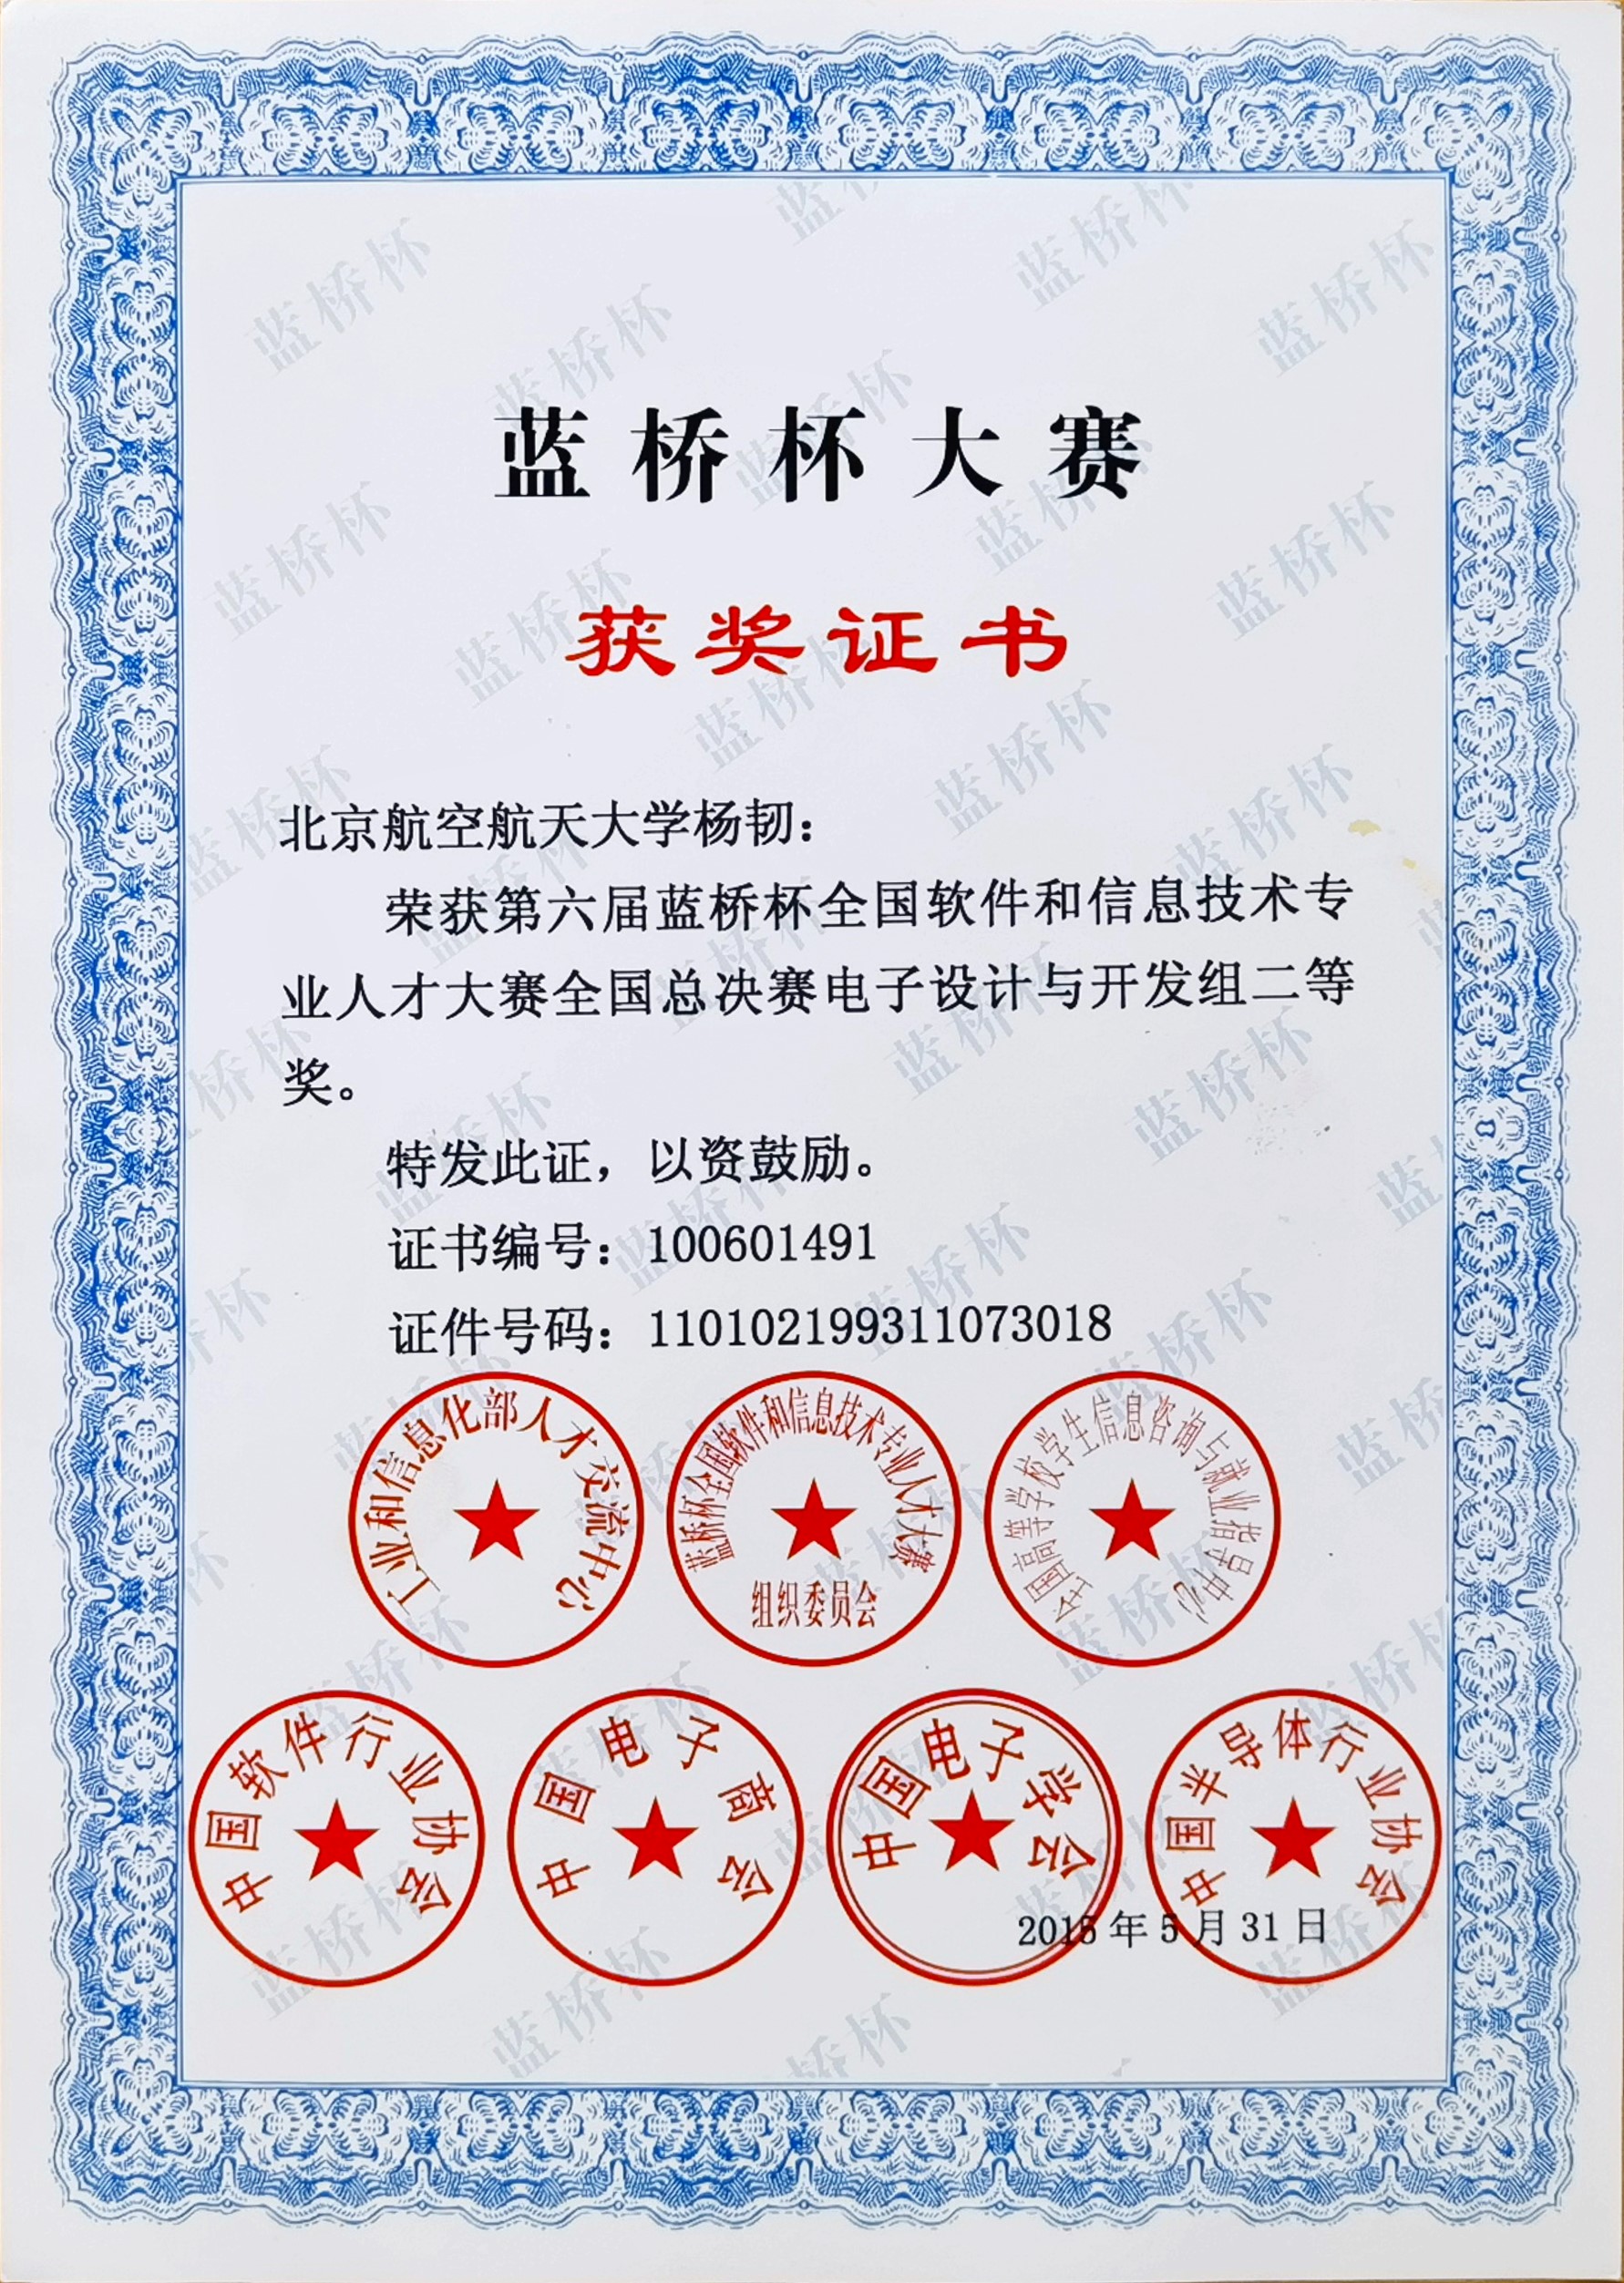 蓝桥杯大赛
获奖证书
北京航空航天大学杨韧：
荣获第六届蓝桥杯全国软件和信息技术专
业人才大赛全国总决赛电子设计与开发组二等
奖。
特发此证，以资鼓励。
证书编号：100601491
证件号码：110102199311073018
工业和信息化部人才交流中心
蓝桥杯全国软件和信息技术专业人才大赛
组织委员会
全国高等学校学生信息咨询与就业指导中心
中国软件行业协会
中国电子商会
中国电子学会
中国半导体行业协会
2015年5月31日